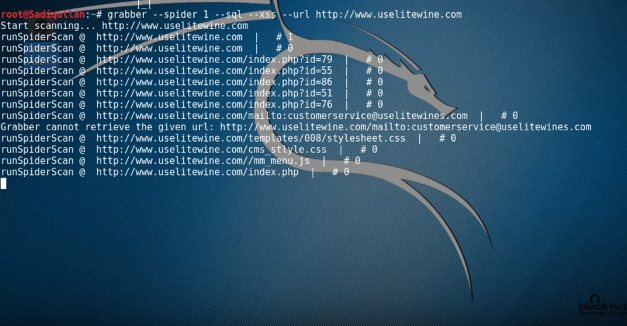 |_|
root@Sadiqullah:~# grabber --spider 1 --sql --xss --url http://www.uselitewine.com
Start scanning... http://www.uselitewine.com
runSpiderScan @  http://www.uselitewine.com  |   # 1
runSpiderScan @  http://www.uselitewine.com  |   # 0
runSpiderScan @  http://www.uselitewine.com/index.php?id=79  |   # 0
runSpiderScan @  http://www.uselitewine.com/index.php?id=55  |   # 0
runSpiderScan @  http://www.uselitewine.com/index.php?id=86  |   # 0
runSpiderScan @  http://www.uselitewine.com/index.php?id=51  |   # 0
runSpiderScan @  http://www.uselitewine.com/index.php?id=76  |   # 0
runSpiderScan @  http://www.uselitewine.com/mailto:customerservice@uselitewines.com  |   # 0
Grabber cannot retrieve the given url: http://www.uselitewine.com/mailto:customerservice@uselitewines.com
runSpiderScan @  http://www.uselitewine.com/templates/008/stylesheet.css  |   # 0
runSpiderScan @  http://www.uselitewine.com/cms_stlyle.css  |   # 0
runSpiderScan @  http://www.uselitewine.com//mm_menu.js  |   # 0
runSpiderScan @  http://www.uselitewine.com/index.php  |   # 0
black hat
Sadiqullah